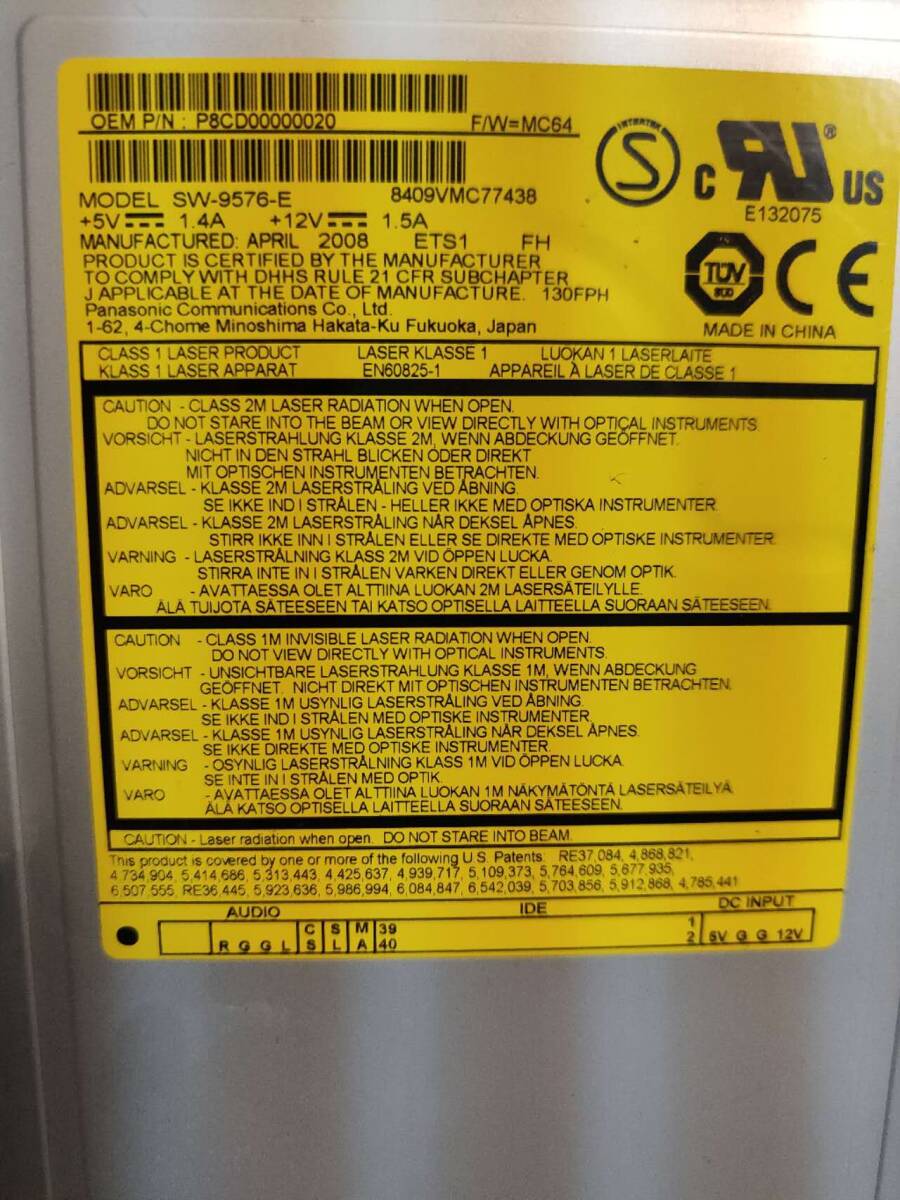 OEM P/N : P8CD00000020 F/W=MC64
INTERTEK
S
C RU ® US
E132075
MODEL SW-9576-E 8409VMC77438
+5V 1.4A +12V 1.5A
MANUFACTURED: APRIL 2008 ETS1 FH
PRODUCT IS CERTIFIED BY THE MANUFACTURER
TO COMPLY WITH DHHS RULE 21 CFR SUBCHAPTER
J APPLICABLE AT THE DATE OF MANUFACTURE. 130FPH
Panasonic Communications Co., Ltd.
1-62, 4-Chome Minoshima Hakata-Ku Fukuoka, Japan
TÜV
SÜD
CE
MADE IN CHINA
CLASS 1 LASER PRODUCT LASER KLASSE 1 LUOKAN 1 LASERLAITE
KLASS 1 LASER APPARAT EN60825-1 APPAREIL À LASER DE CLASSE 1
CAUTION - CLASS 2M LASER RADIATION WHEN OPEN.
DO NOT STARE INTO THE BEAM OR VIEW DIRECTLY WITH OPTICAL INSTRUMENTS.
VORSICHT - LASERSTRAHLUNG KLASSE 2M, WENN ABDECKUNG GEÖFFNET.
NICHT IN DEN STRAHL BLICKEN ODER DIREKT
MIT OPTISCHEN INSTRUMENTEN BETRACHTEN.
ADVARSEL - KLASSE 2M LASERSTRÅLING VED ÅBNING.
SE IKKE IND I STRÅLEN - HELLER IKKE MED OPTISKA INSTRUMENTER.
ADVARSEL - KLASSE 2M LASERSTRÅLING NÅR DEKSEL ÅPNES.
STIRR IKKE INN I STRÅLEN ELLER SE DIREKTE MED OPTISKE INSTRUMENTER.
VARNING - LASERSTRÅLNING KLASS 2M VID ÖPPEN LUCKA.
STIRRA INTE IN I STRÅLEN VARKEN DIREKT ELLER GENOM OPTIK.
VARO - AVATTAESSA OLET ALTTIINA LUOKAN 2M LASERSÄTEILYLLE.
ÄLÄ TUIJOTA SÄTEESEEN TAI KATSO OPTISELLA LAITTEELLA SUORAAN SÄTEESEEN.
CAUTION - CLASS 1M INVISIBLE LASER RADIATION WHEN OPEN.
DO NOT VIEW DIRECTLY WITH OPTICAL INSTRUMENTS.
VORSICHT - UNSICHTBARE LASERSTRAHLUNG KLASSE 1M, WENN ABDECKUNG
GEÖFFNET. NICHT DIREKT MIT OPTISCHEN INSTRUMENTEN BETRACHTEN.
ADVARSEL - KLASSE 1M USYNLIG LASERSTRÅLING VED ÅBNING.
SE IKKE IND I STRÅLEN MED OPTISKE INSTRUMENTER.
ADVARSEL - KLASSE 1M USYNLIG LASERSTRÅLING NÅR DEKSEL ÅPNES.
SE IKKE DIREKTE MED OPTISKE INSTRUMENTER.
VARNING - OSYNLIG LASERSTRÅLNING KLASS 1M VID ÖPPEN LUCKA.
SE INTE IN I STRÅLEN MED OPTIK.
VARO - AVATTAESSA OLET ALTTIINA LUOKAN 1M NÄKYMÄTÖNTÄ LASERSÄTEILYÄ.
ÄLÄ KATSO OPTISELLA LAITTEELLA SUORAAN SÄTEESEEN.
CAUTION - Laser radiation when open. DO NOT STARE INTO BEAM.
This product is covered by one or more of the following U.S. Patents: RE37,084, 4,868,821,
4,734,904, 5,414,686, 5,313,443, 4,425,637, 4,939,717, 5,109,373, 5,764,609, 5,677,935,
6,507,555, RE36,445, 5,923,636, 5,986,994, 6,084,847, 6,542,039, 5,703,856, 5,912,868, 4,785,441
AUDIO IDE DC INPUT
C S M 39 1
R G G L S L A 40 2 5V G G 12V